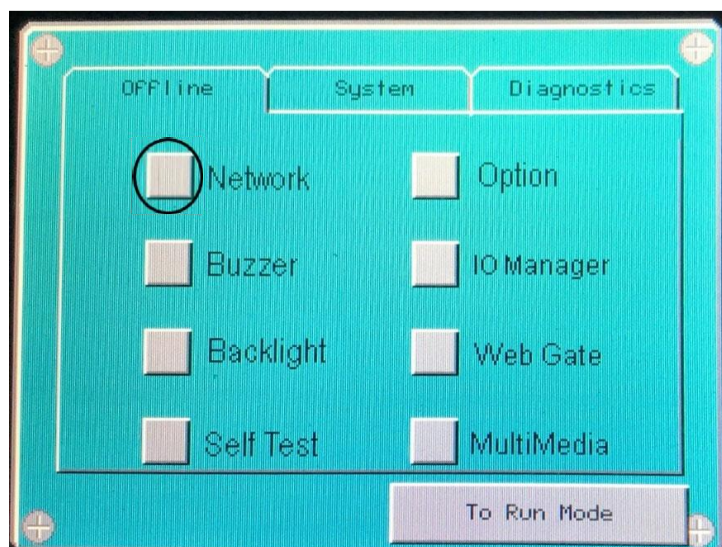 Offline System Diagnostics
Network Option
Buzzer IO Manager
Backlight Web Gate
Self Test MultiMedia
To Run Mode